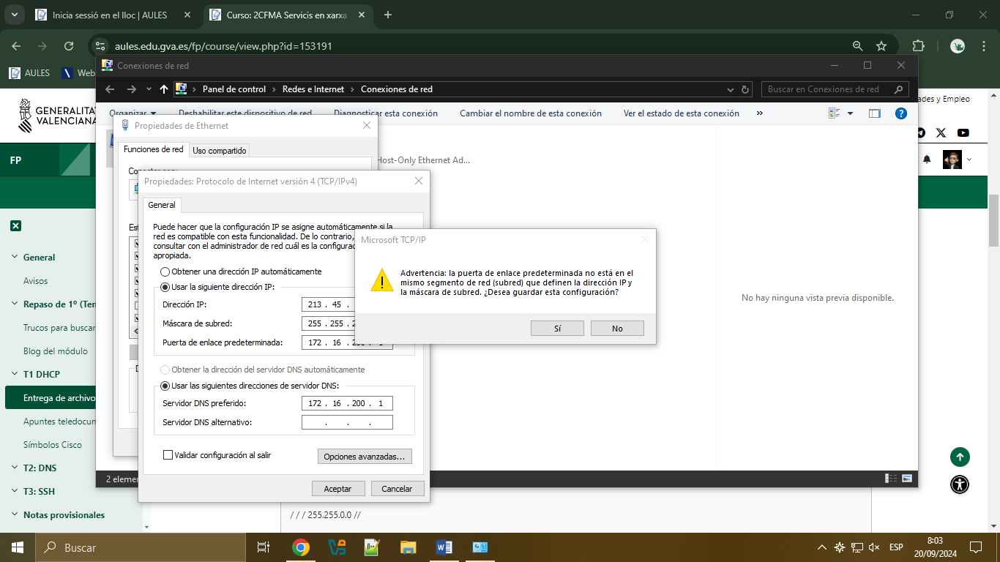 Inicia sessió en el lloc | AULES
Curso: 2CFMA Servicis en xarxa
aules.edu.gva.es/fp/course/view.php?id=153191
AULES
Web
Conexiones de red
Panel de control
Redes e Internet
Conexiones de red
Buscar en Conexiones de red
GENERALITAT
VALENCIANA
ades y Empleo
Organizar
Deshabilitar este dispositivo de red
Diagnosticar esta conexión
Cambiar el nombre de esta conexión
Ver el estado de esta conexión
»
Propiedades de Ethernet
Funciones de red
Uso compartido
Host-Only Ethernet Ad...
FP
Propiedades: Protocolo de Internet versión 4 (TCP/IPv4)
General
Puede hacer que la configuración IP se asigne automáticamente si la
red es compatible con esta funcionalidad. De lo contrario,
consultar con el administrador de red cuál es la configurac
apropiada.
Obtener una dirección IP automáticamente
Usar la siguiente dirección IP:
Dirección IP:
213 . 45 .
Máscara de subred:
255 . 255 . 2
Puerta de enlace predeterminada:
172 . 16 . 200 . 1
Obtener la dirección del servidor DNS automáticamente
Usar las siguientes direcciones de servidor DNS:
Servidor DNS preferido:
172 . 16 . 200 . 1
Servidor DNS alternativo:
. . .
Validar configuración al salir
Opciones avanzadas...
Aceptar
Cancelar
Microsoft TCP/IP
Advertencia: la puerta de enlace predeterminada no está en el
mismo segmento de red (subred) que definen la dirección IP y
la máscara de subred. ¿Desea guardar esta configuración?
Sí
No
No hay ninguna vista previa disponible.
General
Avisos
Repaso de 1º (Tem
Trucos para buscar
Blog del módulo
T1 DHCP
Entrega de archivo
Apuntes teledocum
Símbolos Cisco
T2: DNS
T3: SSH
Notas provisionales
2 elemen
/ / / 255.255.0.0 //
Buscar
ESP
8:03
20/09/2024